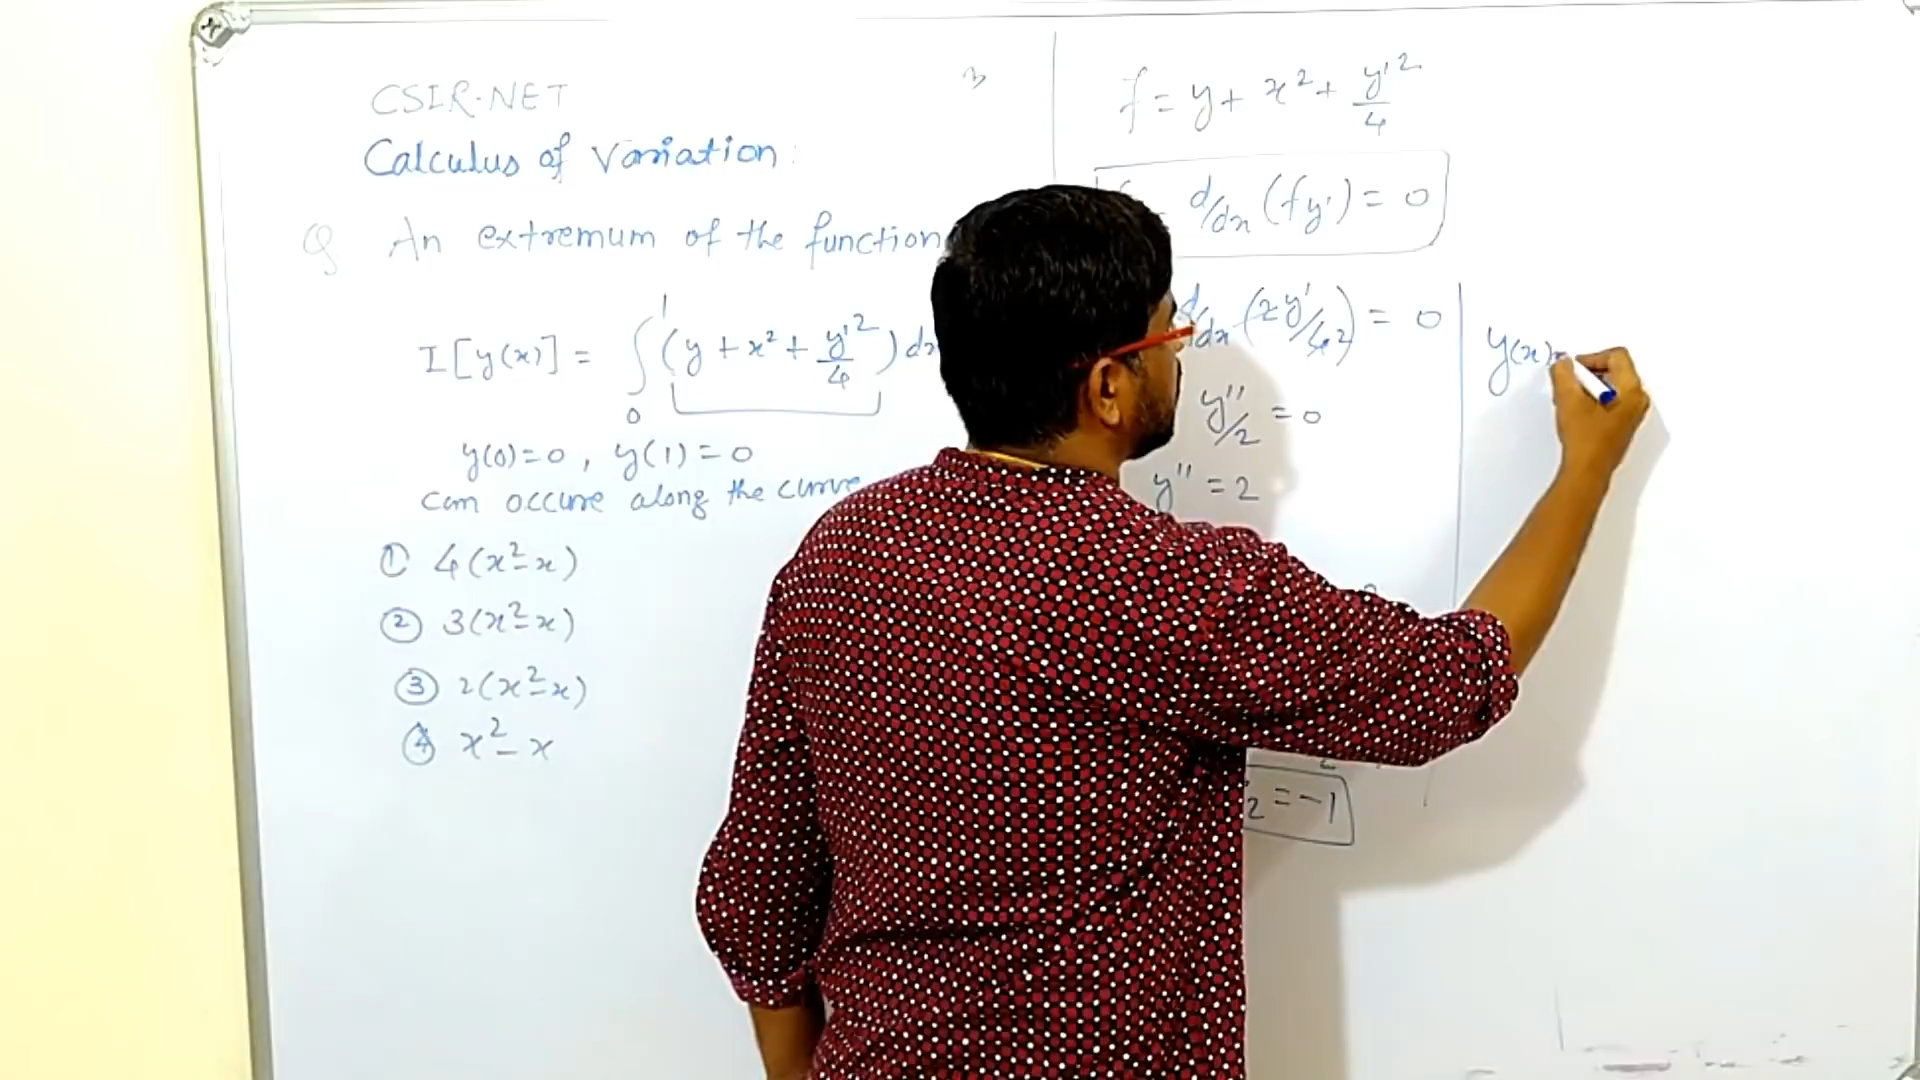 CSIR-NET
Calculus of Variation:
Q An extremum of the function
I[y(x)] = ∫₀¹ (y + x² + y'²/4) dx
y(0)=0, y(1)=0
can occure along the curve
① 4(x²-x)
② 3(x²-x)
③ 2(x²-x)
④ x²-x
f = y + x² + y'²/4
d/dx (fy') = 0
d/dx (2y'/42) = 0
y''/2 = 0
y'' = 2
2 = -1
y(x)=